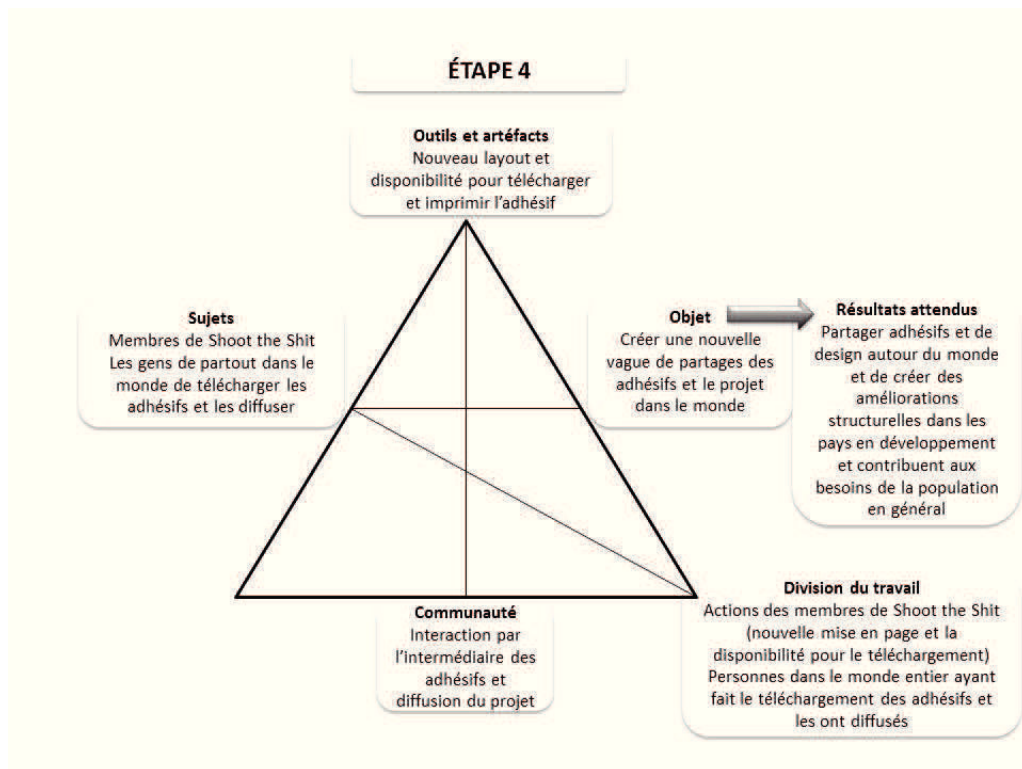 ÉTAPE 4
Outils et artéfacts
Nouveau layout et
disponibilité pour télécharger
et imprimir l'adhésif
Sujets
Membres de Shoot the Shit
Les gens de partout dans le
monde de télécharger les
adhésifs et les diffuser
Objet
Créer une nouvelle
vague de partages des
adhésifs et le projet
dans le monde
Résultats attendus
Partager adhésifs et de
design autour du monde
et de créer des
améliorations
structurelles dans les
pays en développement
et contribuent aux
besoins de la population
en général
Communauté
Interaction par
l'intermédiaire des
adhésifs et
diffusion du projet
Division du travail
Actions des membres de Shoot the Shit
(nouvelle mise en page et la
disponibilité pour le téléchargement)
Personnes dans le monde entier ayant
fait le téléchargement des adhésifs et
les ont diffusés